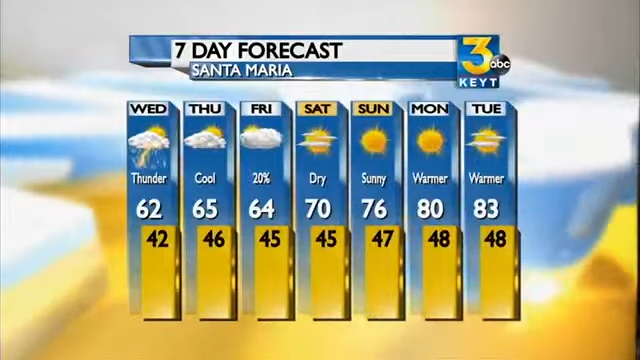 7 DAY FORECAST
SANTA MARIA
3 abc
KEYT
WED THU FRI SAT SUN MON TUE
Thunder Cool 20% Dry Sunny Warmer Warmer
62 65 64 70 76 80 83
42 46 45 45 47 48 48